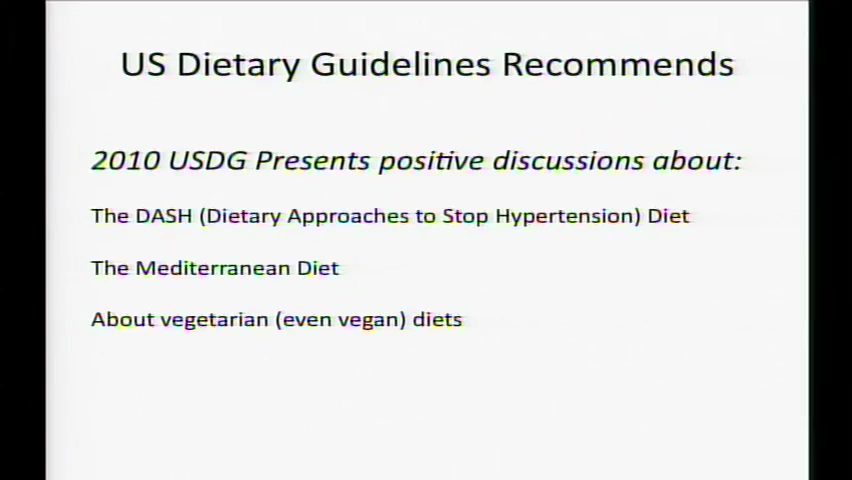 US Dietary Guidelines Recommends
2010 USDG Presents positive discussions about:
The DASH (Dietary Approaches to Stop Hypertension) Diet
The Mediterranean Diet
About vegetarian (even vegan) diets